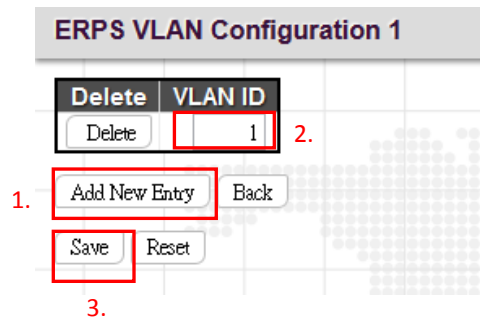 ERPS VLAN Configuration 1
Delete VLAN ID
Delete 1 2.
1. Add New Entry Back
Save Reset
3.